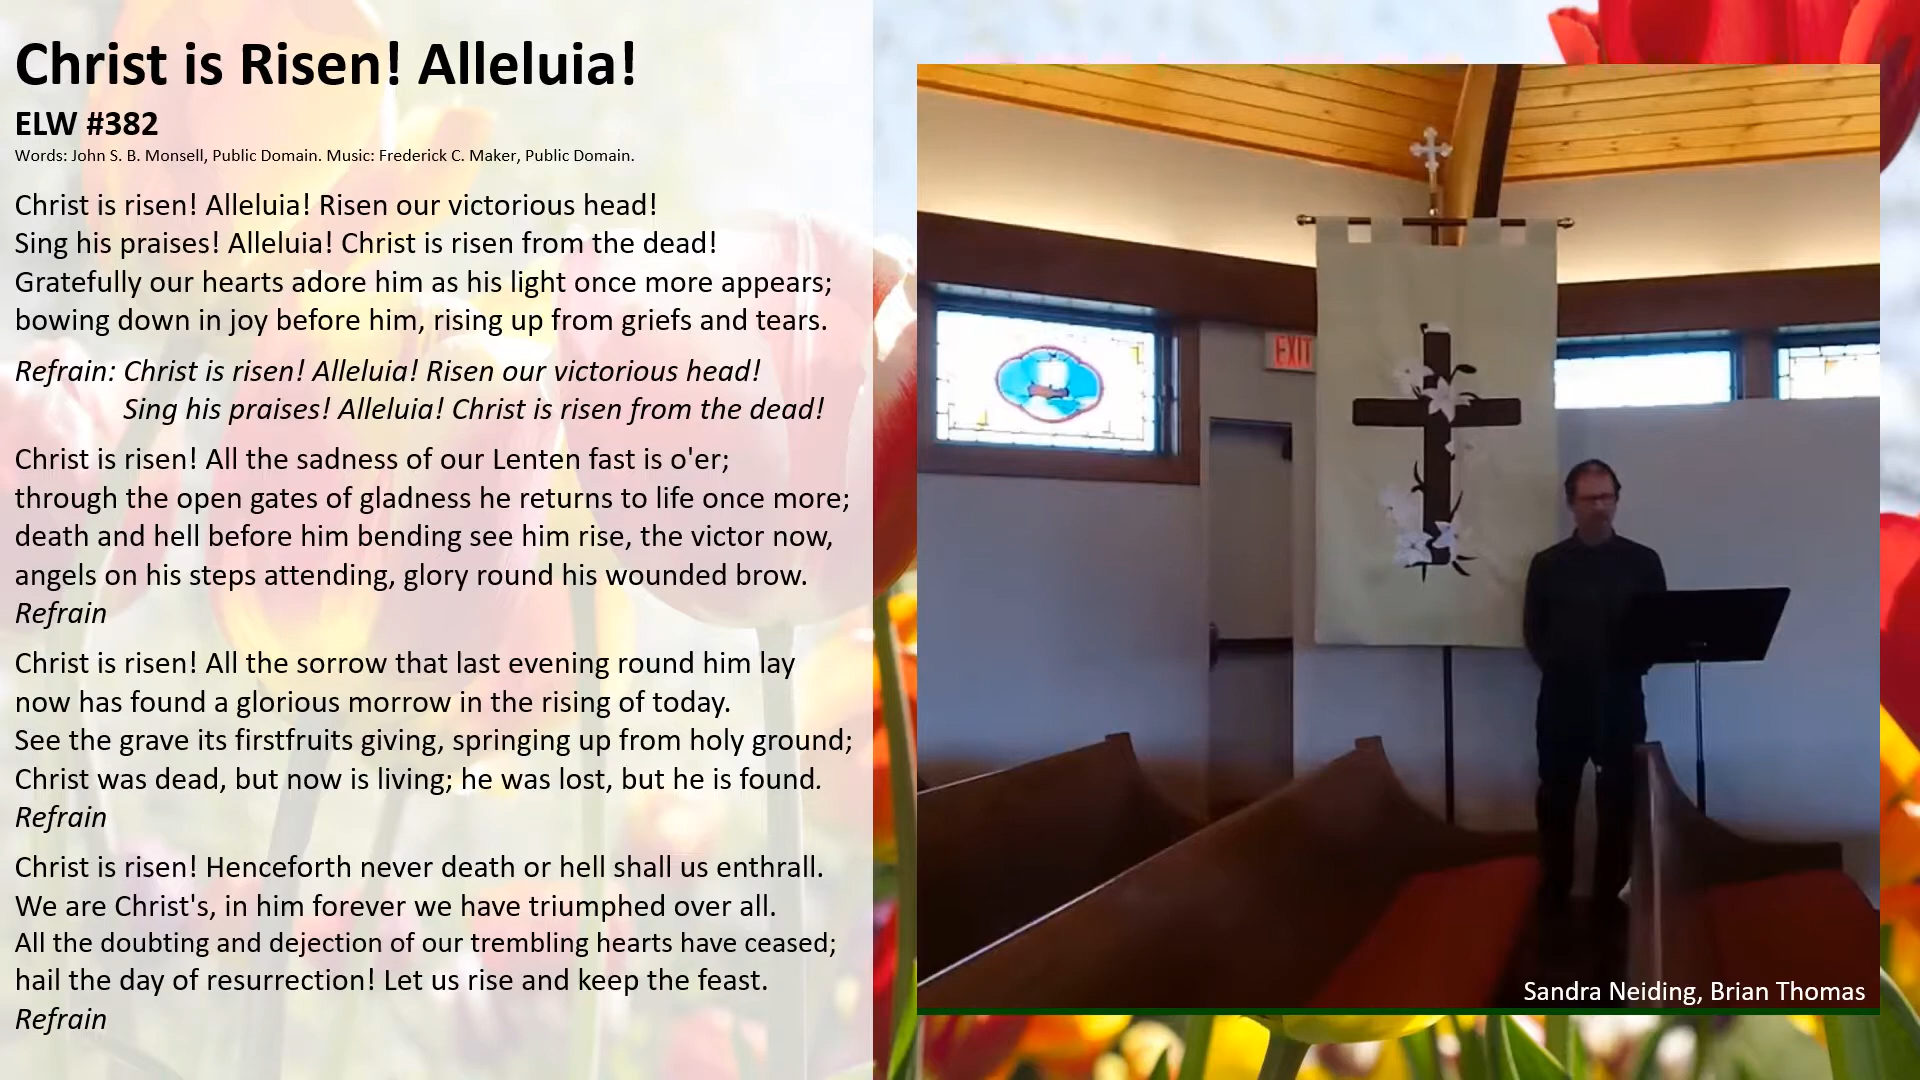 Christ is Risen! Alleluia!
ELW #382
Words: John S. B. Monsell, Public Domain. Music: Frederick C. Maker, Public Domain.
Christ is risen! Alleluia! Risen our victorious head!
Sing his praises! Alleluia! Christ is risen from the dead!
Gratefully our hearts adore him as his light once more appears;
bowing down in joy before him, rising up from griefs and tears.
Refrain: Christ is risen! Alleluia! Risen our victorious head!
Sing his praises! Alleluia! Christ is risen from the dead!
Christ is risen! All the sadness of our Lenten fast is o'er;
through the open gates of gladness he returns to life once more;
death and hell before him bending see him rise, the victor now,
angels on his steps attending, glory round his wounded brow.
Refrain
Christ is risen! All the sorrow that last evening round him lay
now has found a glorious morrow in the rising of today.
See the grave its firstfruits giving, springing up from holy ground;
Christ was dead, but now is living; he was lost, but he is found.
Refrain
Christ is risen! Henceforth never death or hell shall us enthrall.
We are Christ's, in him forever we have triumphed over all.
All the doubting and dejection of our trembling hearts have ceased;
hail the day of resurrection! Let us rise and keep the feast.
Refrain
EXIT
Sandra Neiding, Brian Thomas